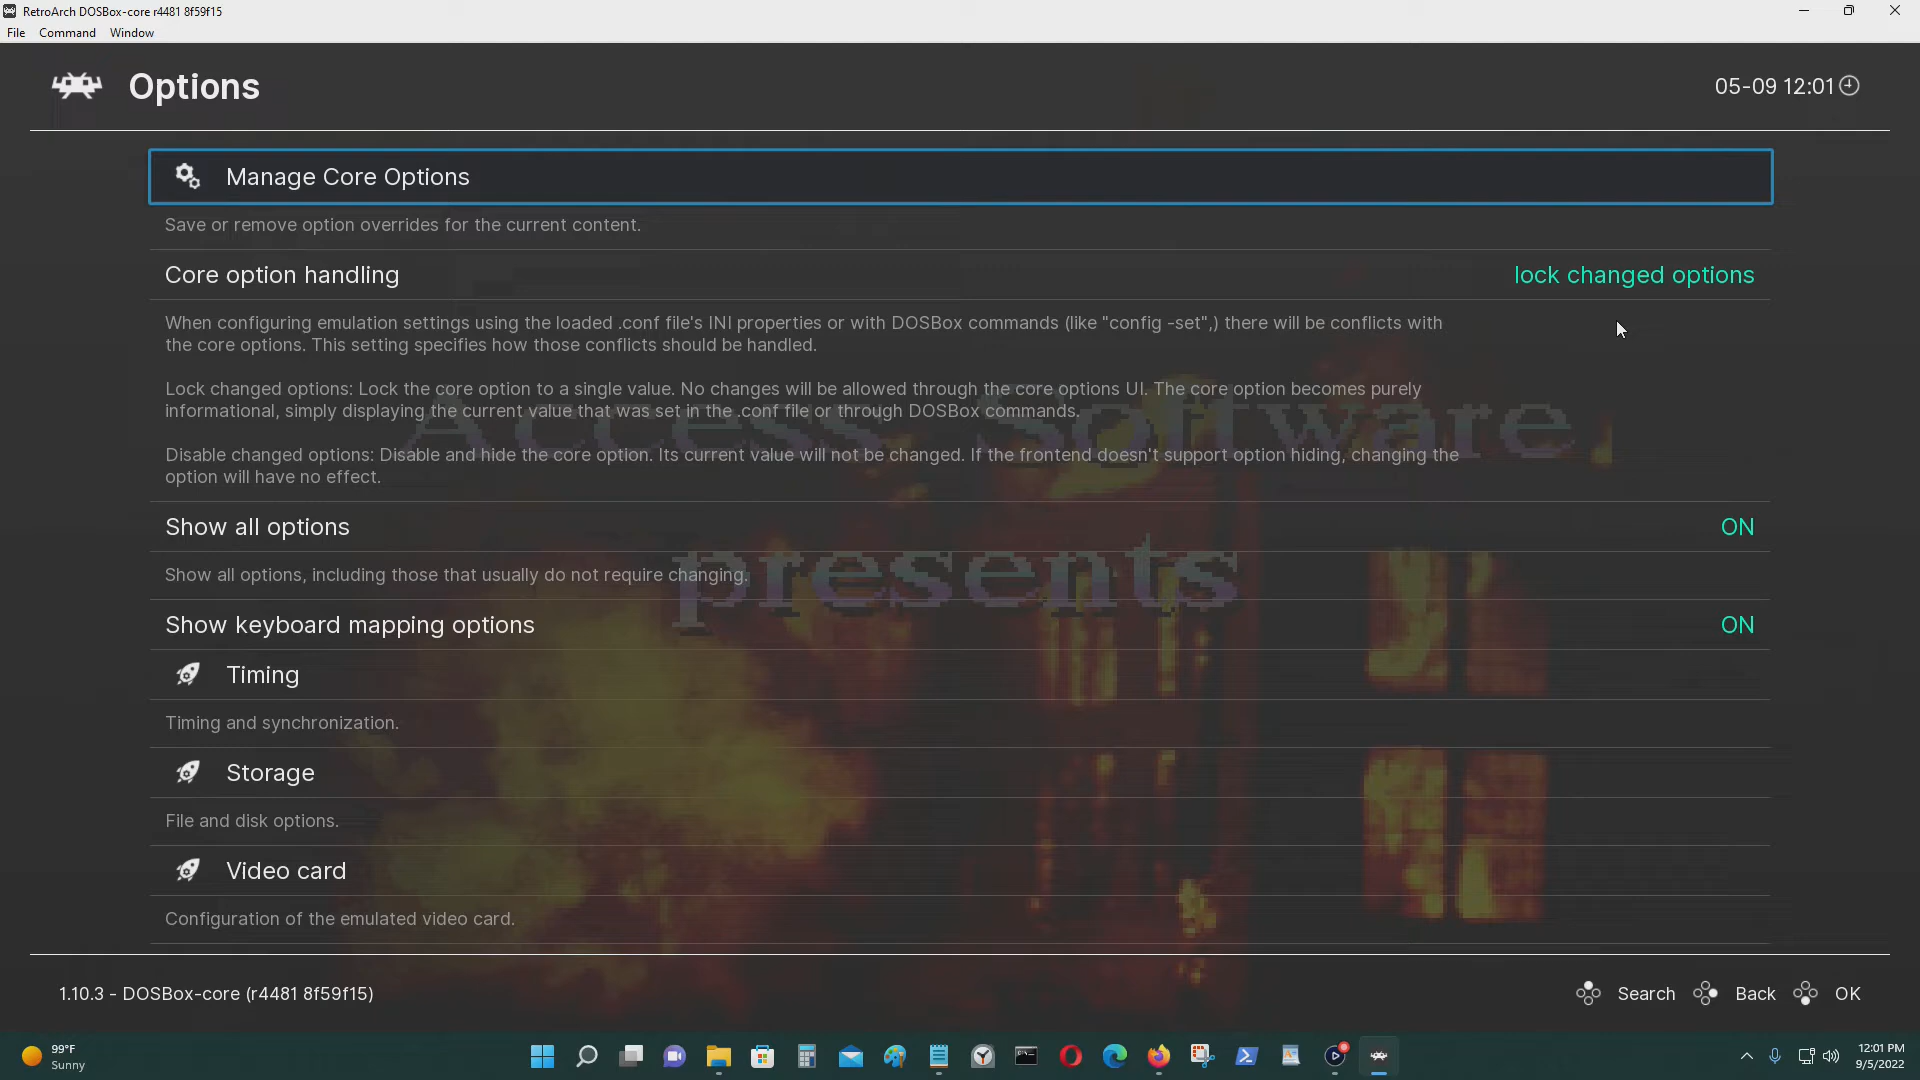 RetroArch DOSBox-core r4481 8f59f15
File Command Window
Options
05-09 12:01
Manage Core Options
Save or remove option overrides for the current content.
Core option handling
lock changed options
When configuring emulation settings using the loaded .conf file's INI properties or with DOSBox commands (like "config -set",) there will be conflicts with
the core options. This setting specifies how those conflicts should be handled.
Lock changed options: Lock the core option to a single value. No changes will be allowed through the core options UI. The core option becomes purely
informational, simply displaying the current value that was set in the .conf file or through DOSBox commands.
Access Software
Disable changed options: Disable and hide the core option. Its current value will not be changed. If the frontend doesn't support option hiding, changing the
option will have no effect.
Show all options
ON
presents
Show all options, including those that usually do not require changing.
Show keyboard mapping options
ON
Timing
Timing and synchronization.
Storage
File and disk options.
Video card
Configuration of the emulated video card.
1.10.3 - DOSBox-core (r4481 8f59f15)
Search Back OK
99°F
Sunny
12:01 PM
9/5/2022